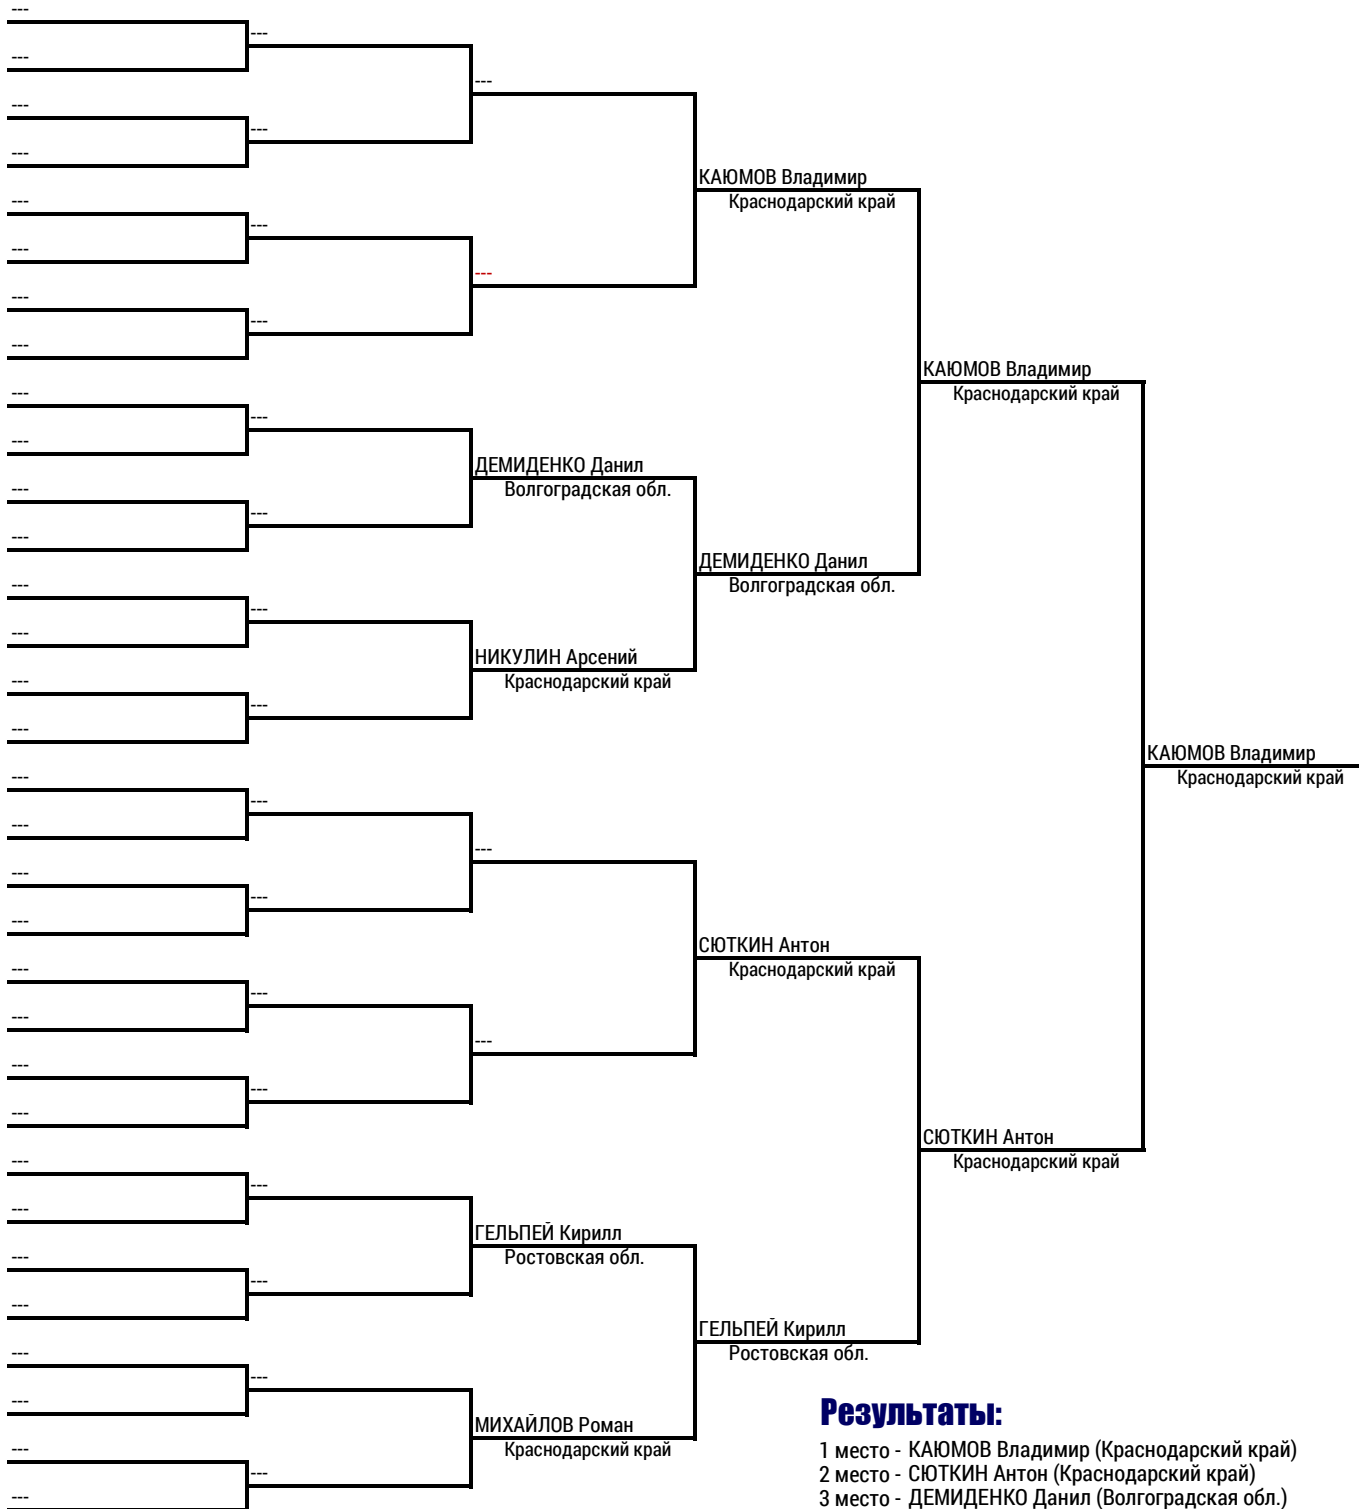 ---
---
---
---
---
---
---
КАЮМОВ Владимир
Краснодарский край
---
---
---
---
---
---
---
КАЮМОВ Владимир
Краснодарский край
---
---
---
ДЕМИДЕНКО Данил
Волгоградская обл.
---
---
---
ДЕМИДЕНКО Данил
Волгоградская обл.
---
---
---
НИКУЛИН Арсений
Краснодарский край
---
---
---
КАЮМОВ Владимир
Краснодарский край
---
---
---
---
---
---
---
СЮТКИН Антон
Краснодарский край
---
---
---
---
---
---
---
СЮТКИН Антон
Краснодарский край
---
---
---
ГЕЛЬПЕЙ Кирилл
Ростовская обл.
---
---
---
ГЕЛЬПЕЙ Кирилл
Ростовская обл.
---
---
---
МИХАЙЛОВ Роман
Краснодарский край
---
---
---
Результаты:
1 место - КАЮМОВ Владимир (Краснодарский край)
2 место - СЮТКИН Антон (Краснодарский край)
3 место - ДЕМИДЕНКО Данил (Волгоградская обл.)